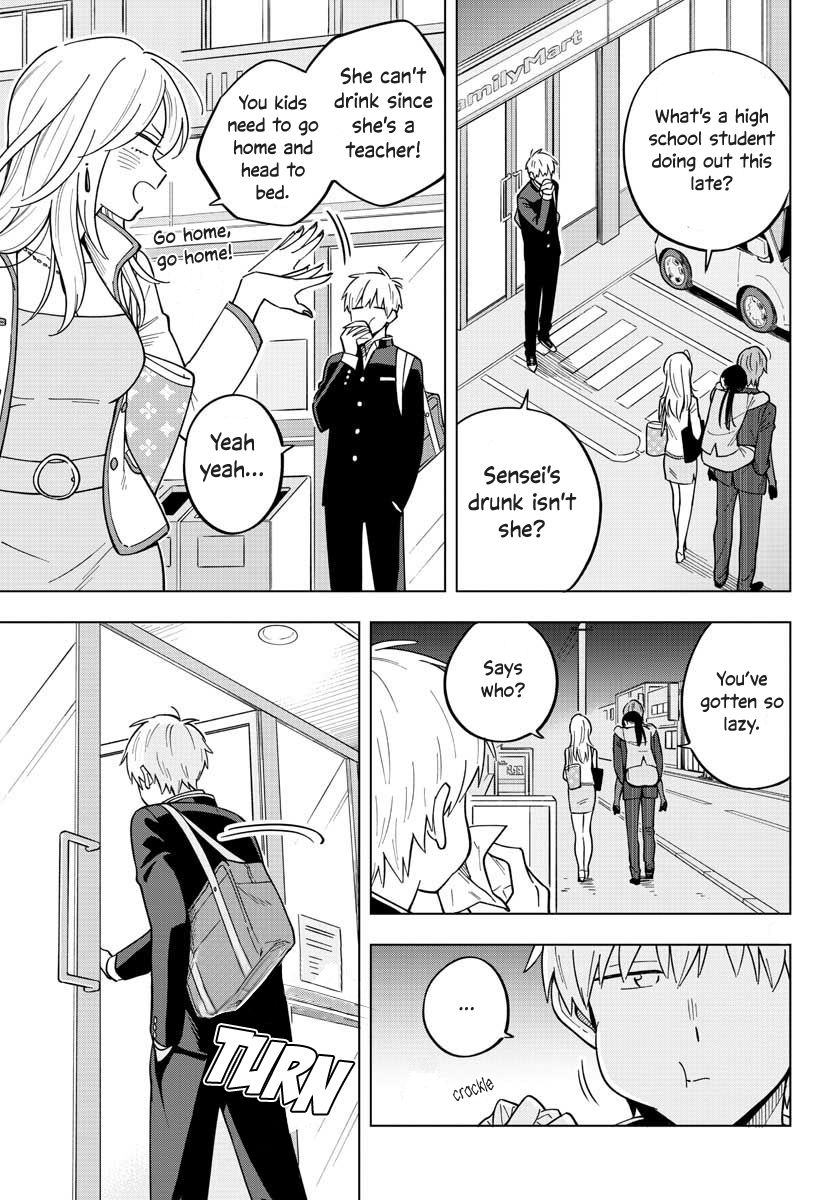 FamilyMart
What's a high
school student
doing out this
late?
Sensei's
drunk isn't
she?
She can't
drink since
she's a
teacher!
You kids
need to go
home and
head to
bed.
Go home,
go home!
Yeah
yeah...
You've
gotten so
lazy.
Says
who?
...
crackle
TURN